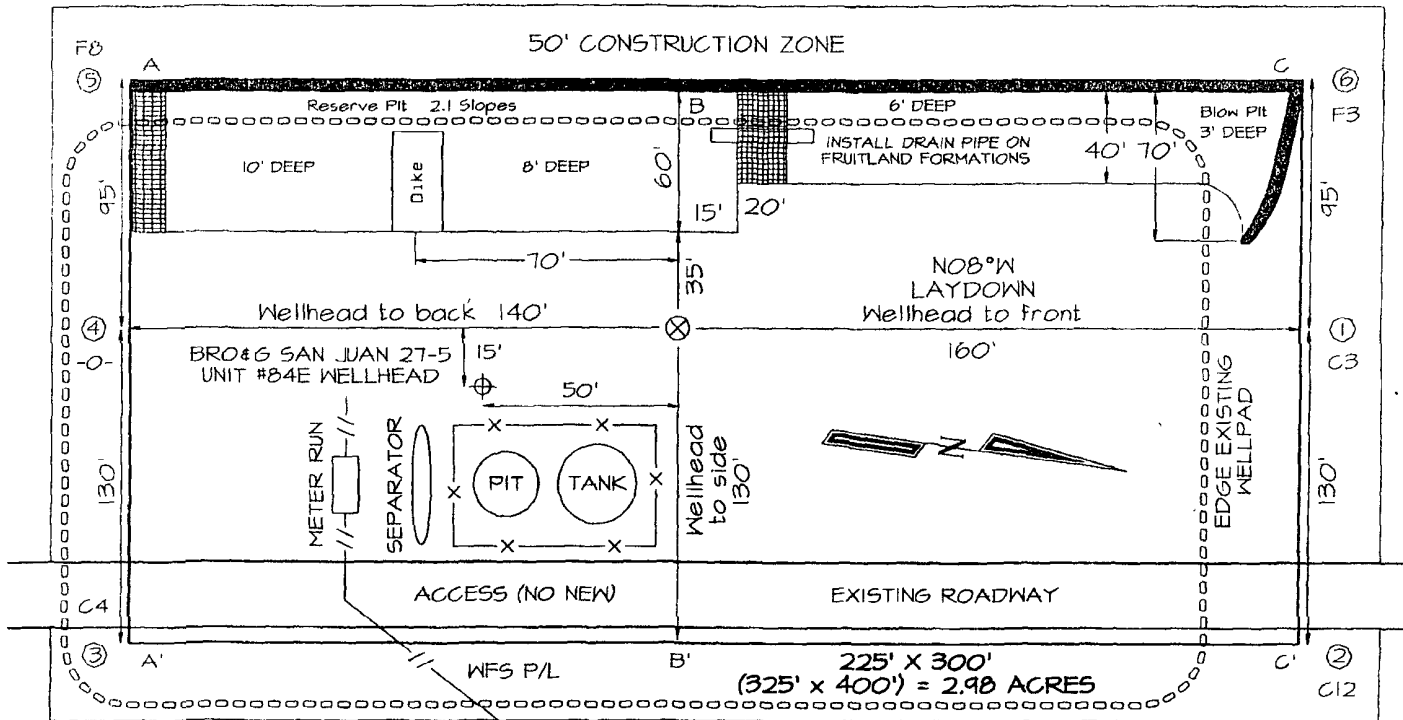 50' CONSTRUCTION ZONE
F8
A
C
⑤
⑥
Reserve Pit 2.1 Slopes
B
6' DEEP
Blow Pit
3' DEEP
F3
INSTALL DRAIN PIPE ON
FRUITLAND FORMATIONS
10' DEEP
Dike
8' DEEP
60'
40'
70'
95'
95'
15'
20'
70'
35'
N08°W
LAYDOWN
Wellhead to back 140'
Wellhead to front
④
①
160'
-0-
C3
BRO&G SAN JUAN 27-5
UNIT #84E WELLHEAD
15'
50'
METER RUN
SEPARATOR
PIT
TANK
Wellhead
to side
130'
N
EDGE EXISTING
WELLPAD
130'
130'
ACCESS (NO NEW)
EXISTING ROADWAY
C4
③
A'
WFS P/L
B'
225' X 300'
(325' x 400') = 2.98 ACRES
C'
②
C12